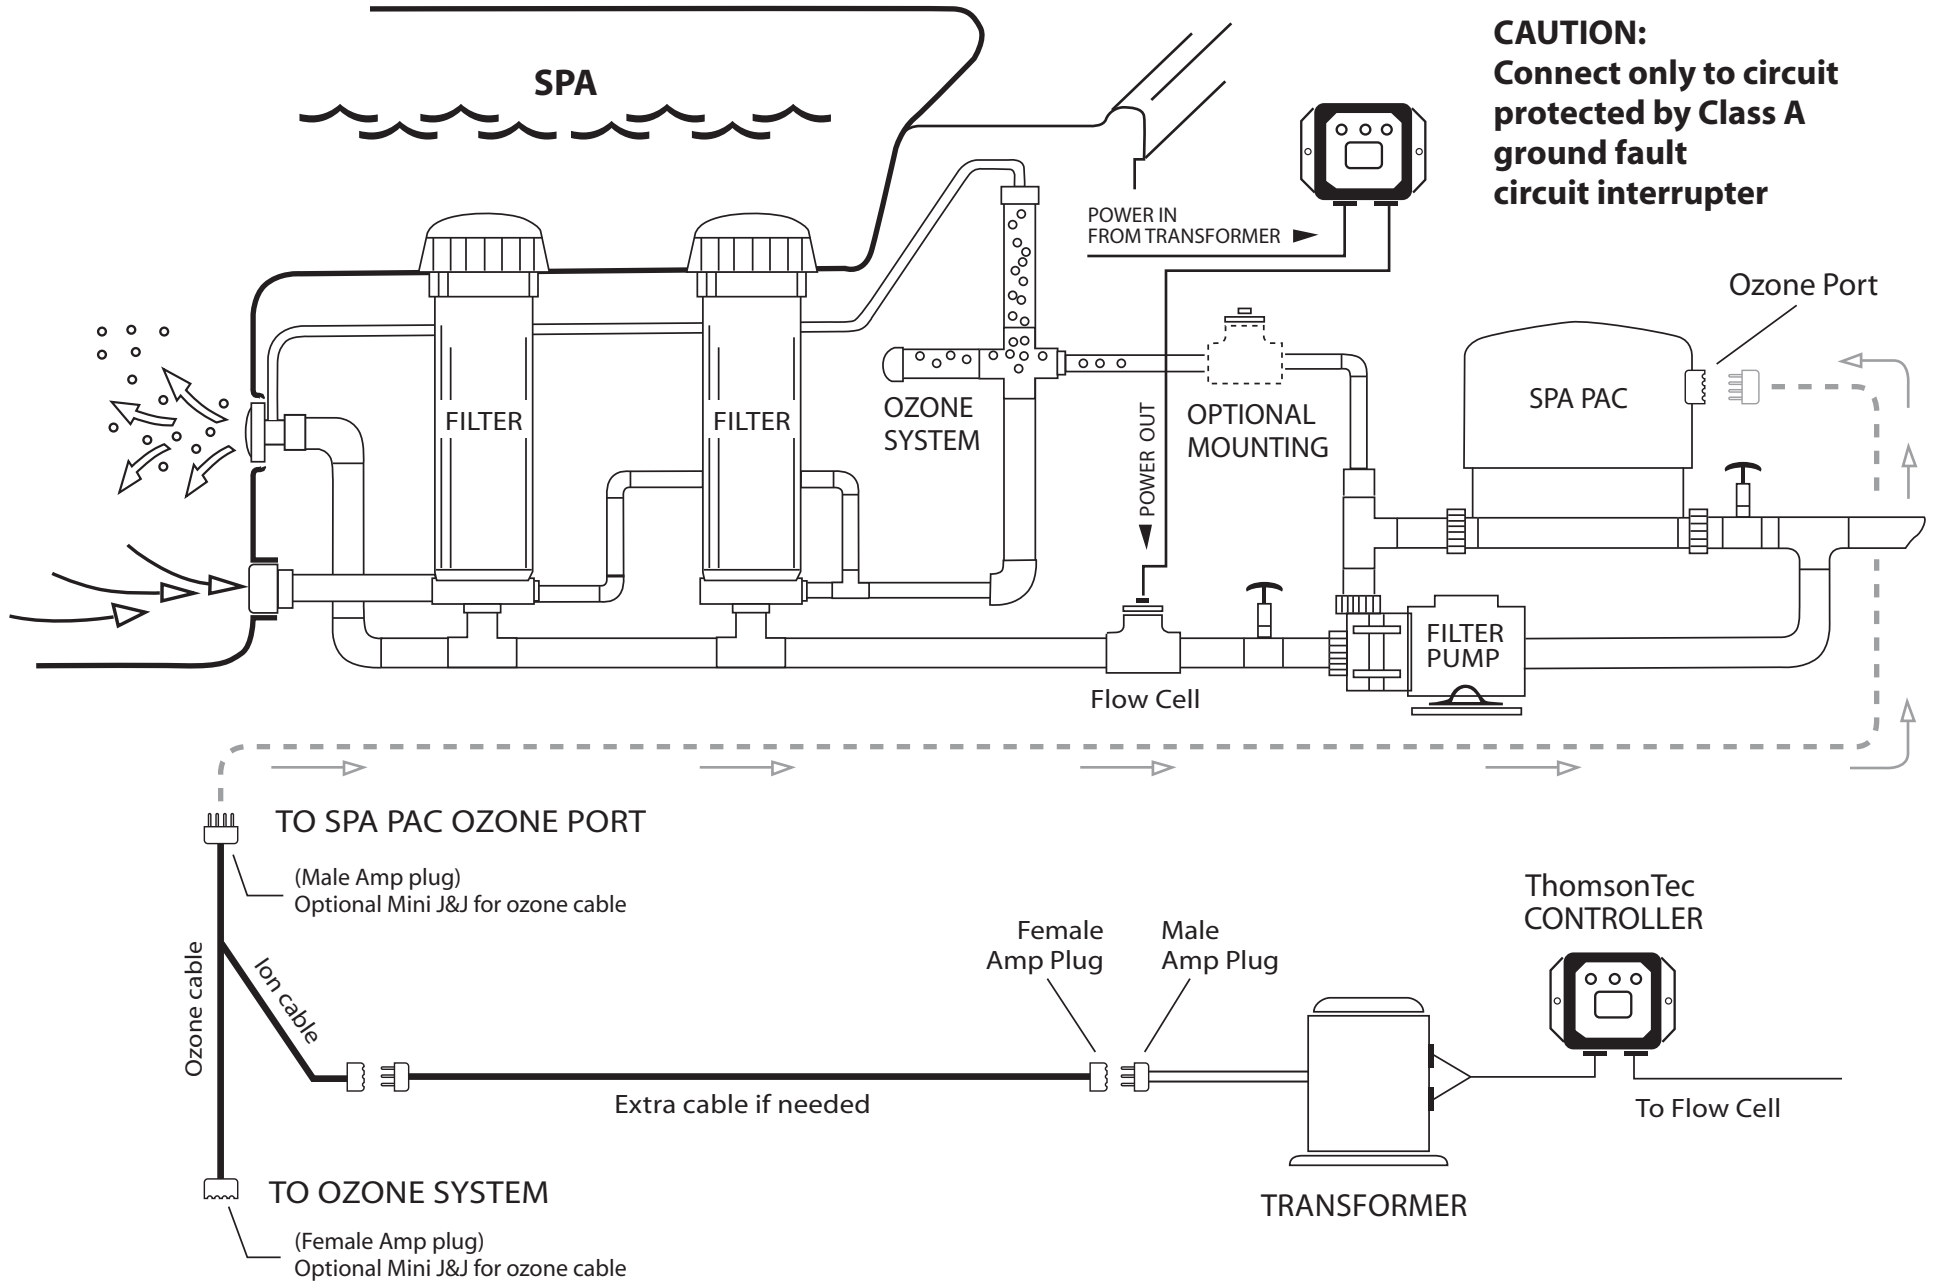 SPA
CAUTION:
Connect only to circuit
protected by Class A
ground fault
circuit interrupter
POWER IN
FROM TRANSFORMER
Ozone Port
FILTER
FILTER
OZONE
SYSTEM
POWER OUT
OPTIONAL
MOUNTING
SPA PAC
FILTER
PUMP
Flow Cell
TO SPA PAC OZONE PORT
(Male Amp plug)
Optional Mini J&J for ozone cable
Ozone cable
Ion cable
Female
Amp Plug
Male
Amp Plug
ThomsonTec
CONTROLLER
Extra cable if needed
To Flow Cell
TRANSFORMER
TO OZONE SYSTEM
(Female Amp plug)
Optional Mini J&J for ozone cable